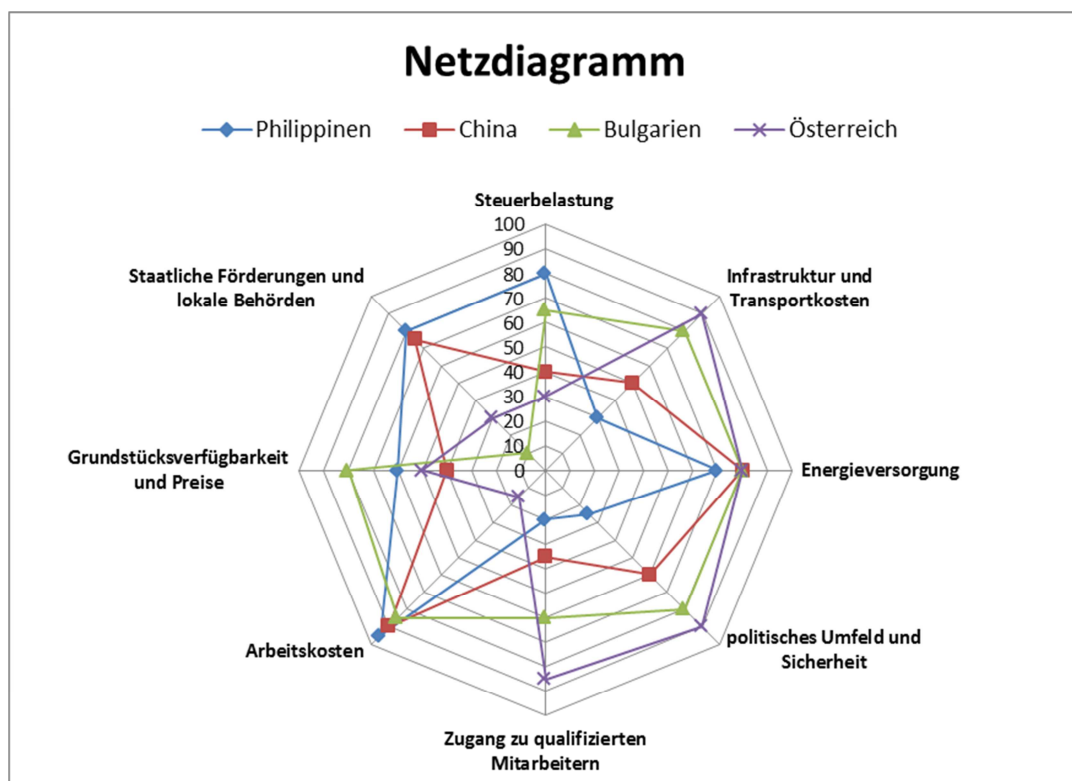 Netzdiagramm
Philippinen China Bulgarien Österreich
Steuerbelastung
100
90
80
70
60
50
40
30
20
10
0
Infrastruktur und
Transportkosten
Energieversorgung
politisches Umfeld und
Sicherheit
Zugang zu qualifizierten
Mitarbeitern
Arbeitskosten
Grundstücksverfügbarkeit
und Preise
Staatliche Förderungen und
lokale Behörden